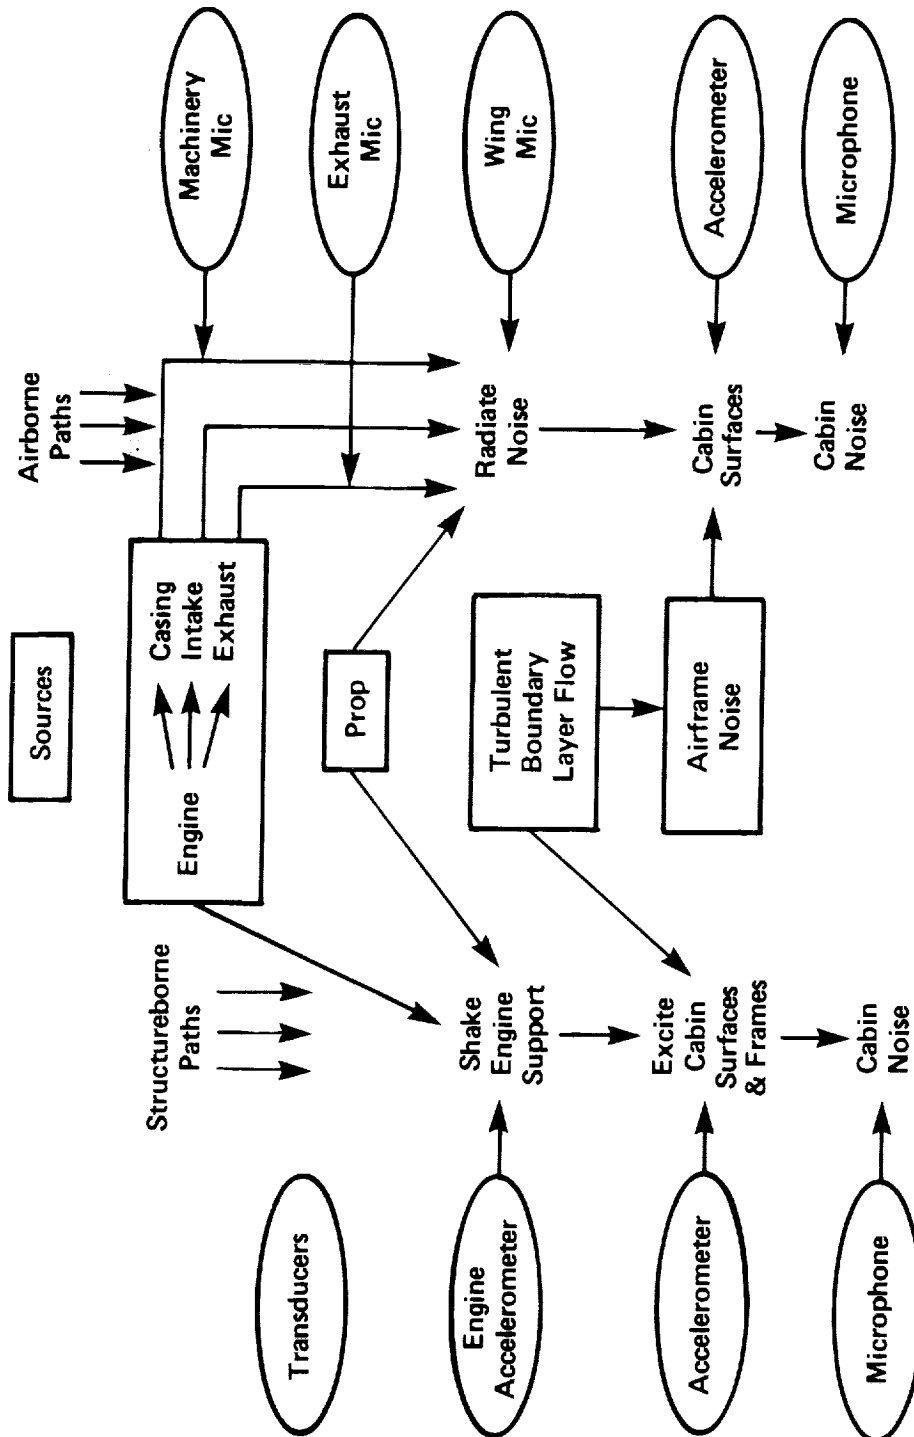 Sources
Structureborne
Paths
Airborne
Paths
Engine
Casing
Intake
Exhaust
Machinery
Mic
Transducers
Prop
Exhaust
Mic
Engine
Accelerometer
Shake
Engine
Support
Turbulent
Boundary
Layer Flow
Radiate
Noise
Wing
Mic
Accelerometer
Excite
Cabin
Surfaces
& Frames
Airframe
Noise
Cabin
Surfaces
Accelerometer
Microphone
Cabin
Noise
Cabin
Noise
Microphone